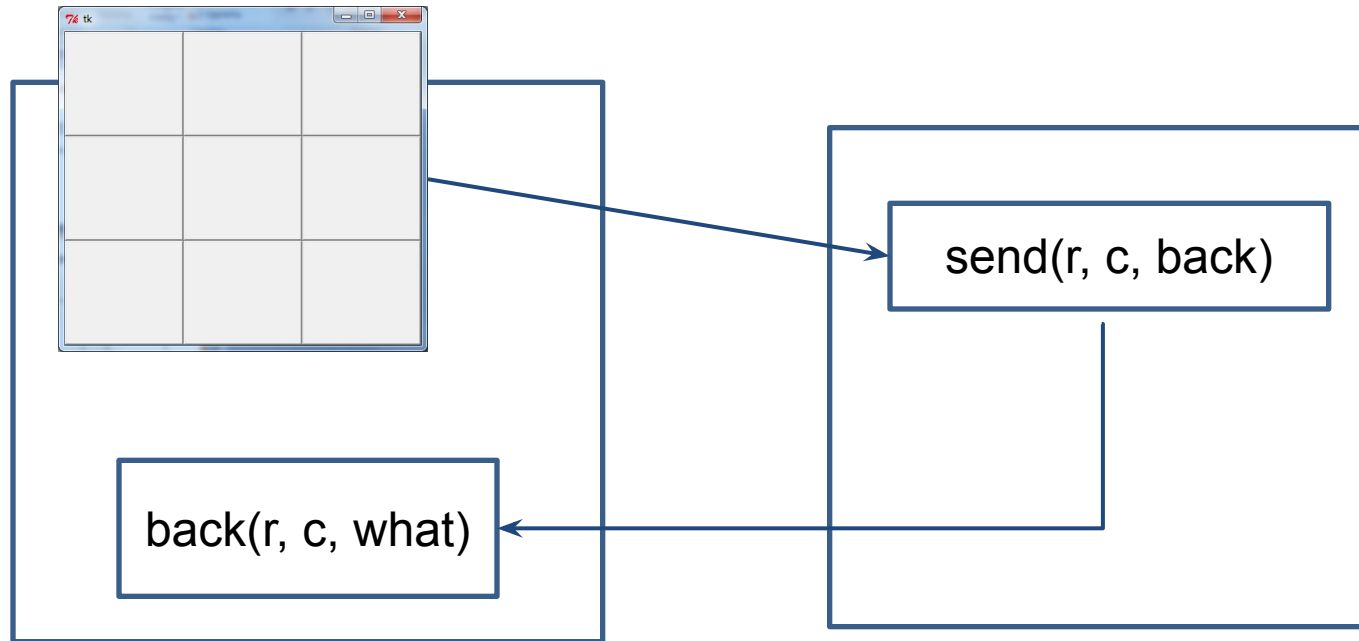 tk
send(r, c, back)
back(r, c, what)